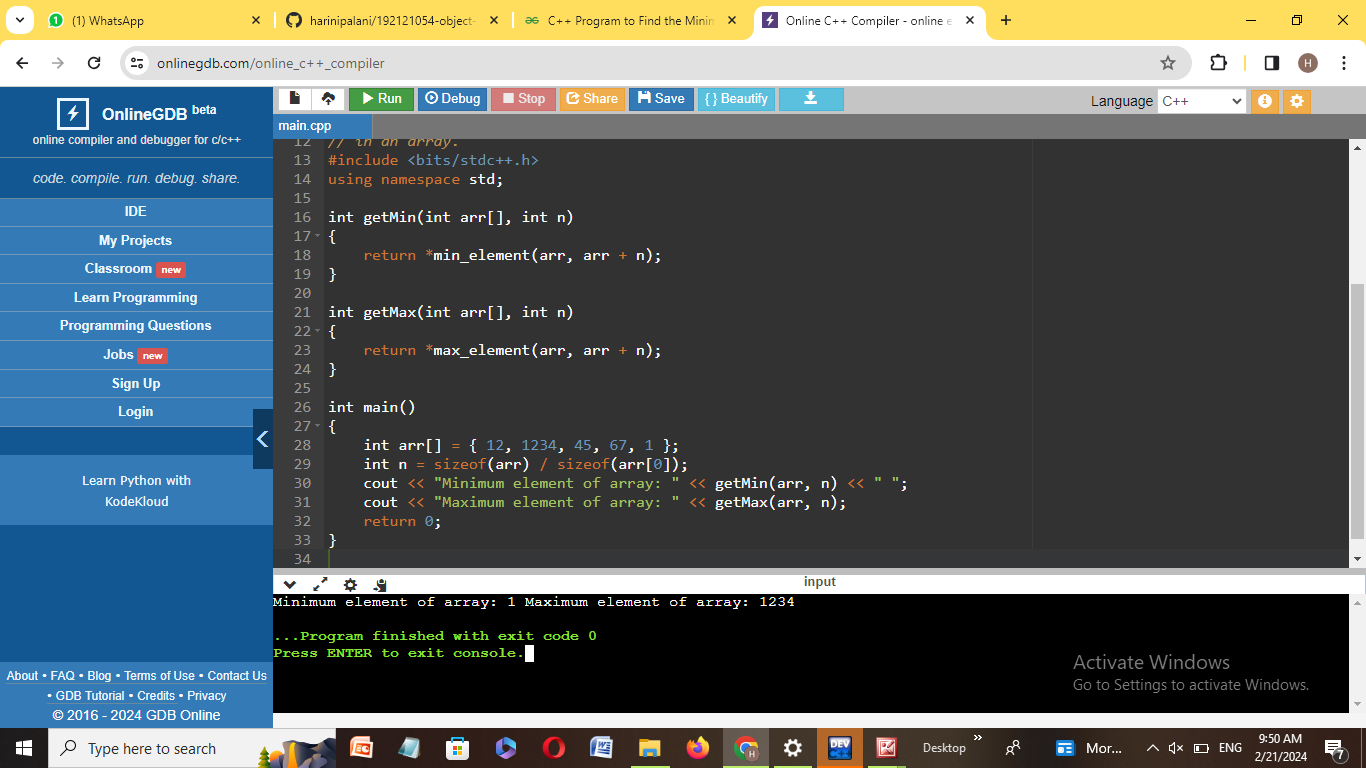 (1) WhatsApp
harinipalani/192121054-object-
C++ Program to Find the Minim
Online C++ Compiler - online e
onlinegdb.com/online_c++_compiler
H
OnlineGDB beta
online compiler and debugger for c/c++
code. compile. run. debug. share.
IDE
My Projects
Classroom new
Learn Programming
Programming Questions
Jobs new
Sign Up
Login
Learn Python with
KodeKloud
About • FAQ • Blog • Terms of Use • Contact Us
• GDB Tutorial • Credits • Privacy
© 2016 - 2024 GDB Online
Run Debug Stop Share Save { } Beautify
Language C++
main.cpp
12 // in an array.
13 #include <bits/stdc++.h>
14 using namespace std;
15
16 int getMin(int arr[], int n)
17 {
18     return *min_element(arr, arr + n);
19 }
20
21 int getMax(int arr[], int n)
22 {
23     return *max_element(arr, arr + n);
24 }
25
26 int main()
27 {
28     int arr[] = { 12, 1234, 45, 67, 1 };
29     int n = sizeof(arr) / sizeof(arr[0]);
30     cout << "Minimum element of array: " << getMin(arr, n) << " ";
31     cout << "Maximum element of array: " << getMax(arr, n);
32     return 0;
33 }
34
input
Minimum element of array: 1 Maximum element of array: 1234
...Program finished with exit code 0
Press ENTER to exit console.
Activate Windows
Go to Settings to activate Windows.
Type here to search
DEV
Desktop
Mor...
ENG
9:50 AM
2/21/2024
7